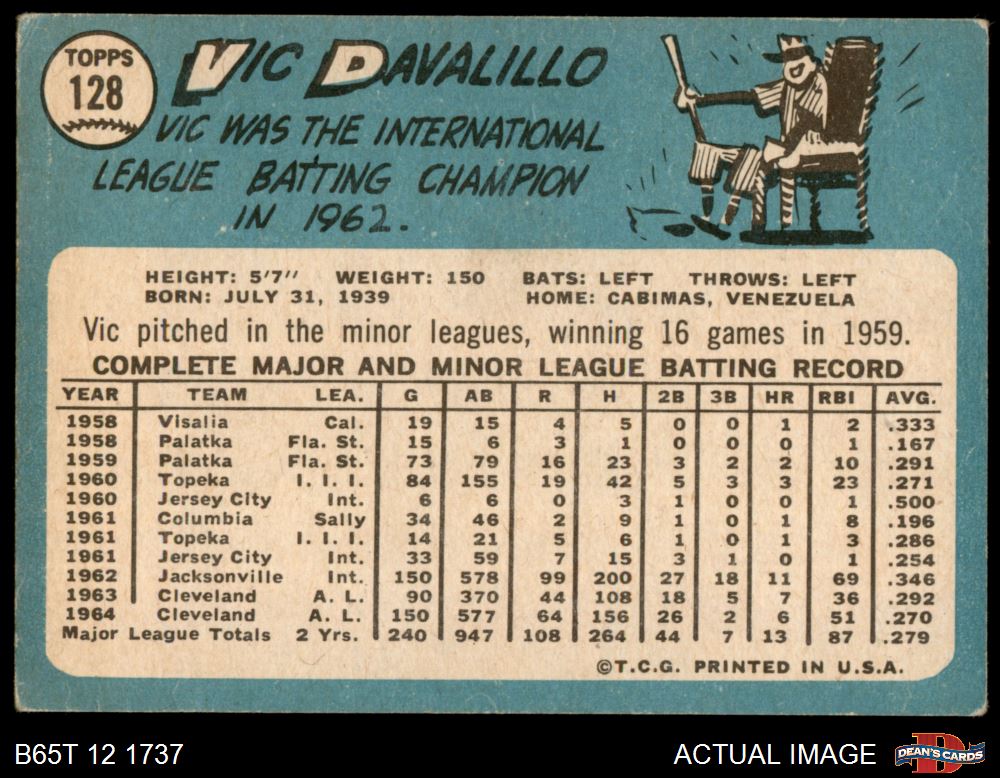 TOPPS
128
VIC DAVALILLO
VIC WAS THE INTERNATIONAL
LEAGUE BATTING CHAMPION
IN 1962.
HEIGHT: 5'7" WEIGHT: 150 BATS: LEFT THROWS: LEFT
BORN: JULY 31, 1939 HOME: CABIMAS, VENEZUELA
Vic pitched in the minor leagues, winning 16 games in 1959.
COMPLETE MAJOR AND MINOR LEAGUE BATTING RECORD
YEAR TEAM LEA. G AB R H 2B 3B HR RBI AVG.
1958 Visalia Cal. 19 15 4 5 0 0 1 2 .333
1958 Palatka Fla. St. 15 6 3 1 0 0 0 1 .167
1959 Palatka Fla. St. 73 79 16 23 3 2 2 10 .291
1960 Topeka I. I. I. 84 155 19 42 5 3 3 23 .271
1960 Jersey City Int. 6 6 0 3 1 0 0 1 .500
1961 Columbia Sally 34 46 2 9 1 0 1 8 .196
1961 Topeka I. I. I. 14 21 5 6 1 0 1 3 .286
1961 Jersey City Int. 33 59 7 15 3 1 0 1 .254
1962 Jacksonville Int. 150 578 99 200 27 18 11 69 .346
1963 Cleveland A. L. 90 370 44 108 18 5 7 36 .292
1964 Cleveland A. L. 150 577 64 156 26 2 6 51 .270
Major League Totals 2 Yrs. 240 947 108 264 44 7 13 87 .279
©T.C.G. PRINTED IN U.S.A.
B65T 12 1737 ACTUAL IMAGE DEAN'S CARDS